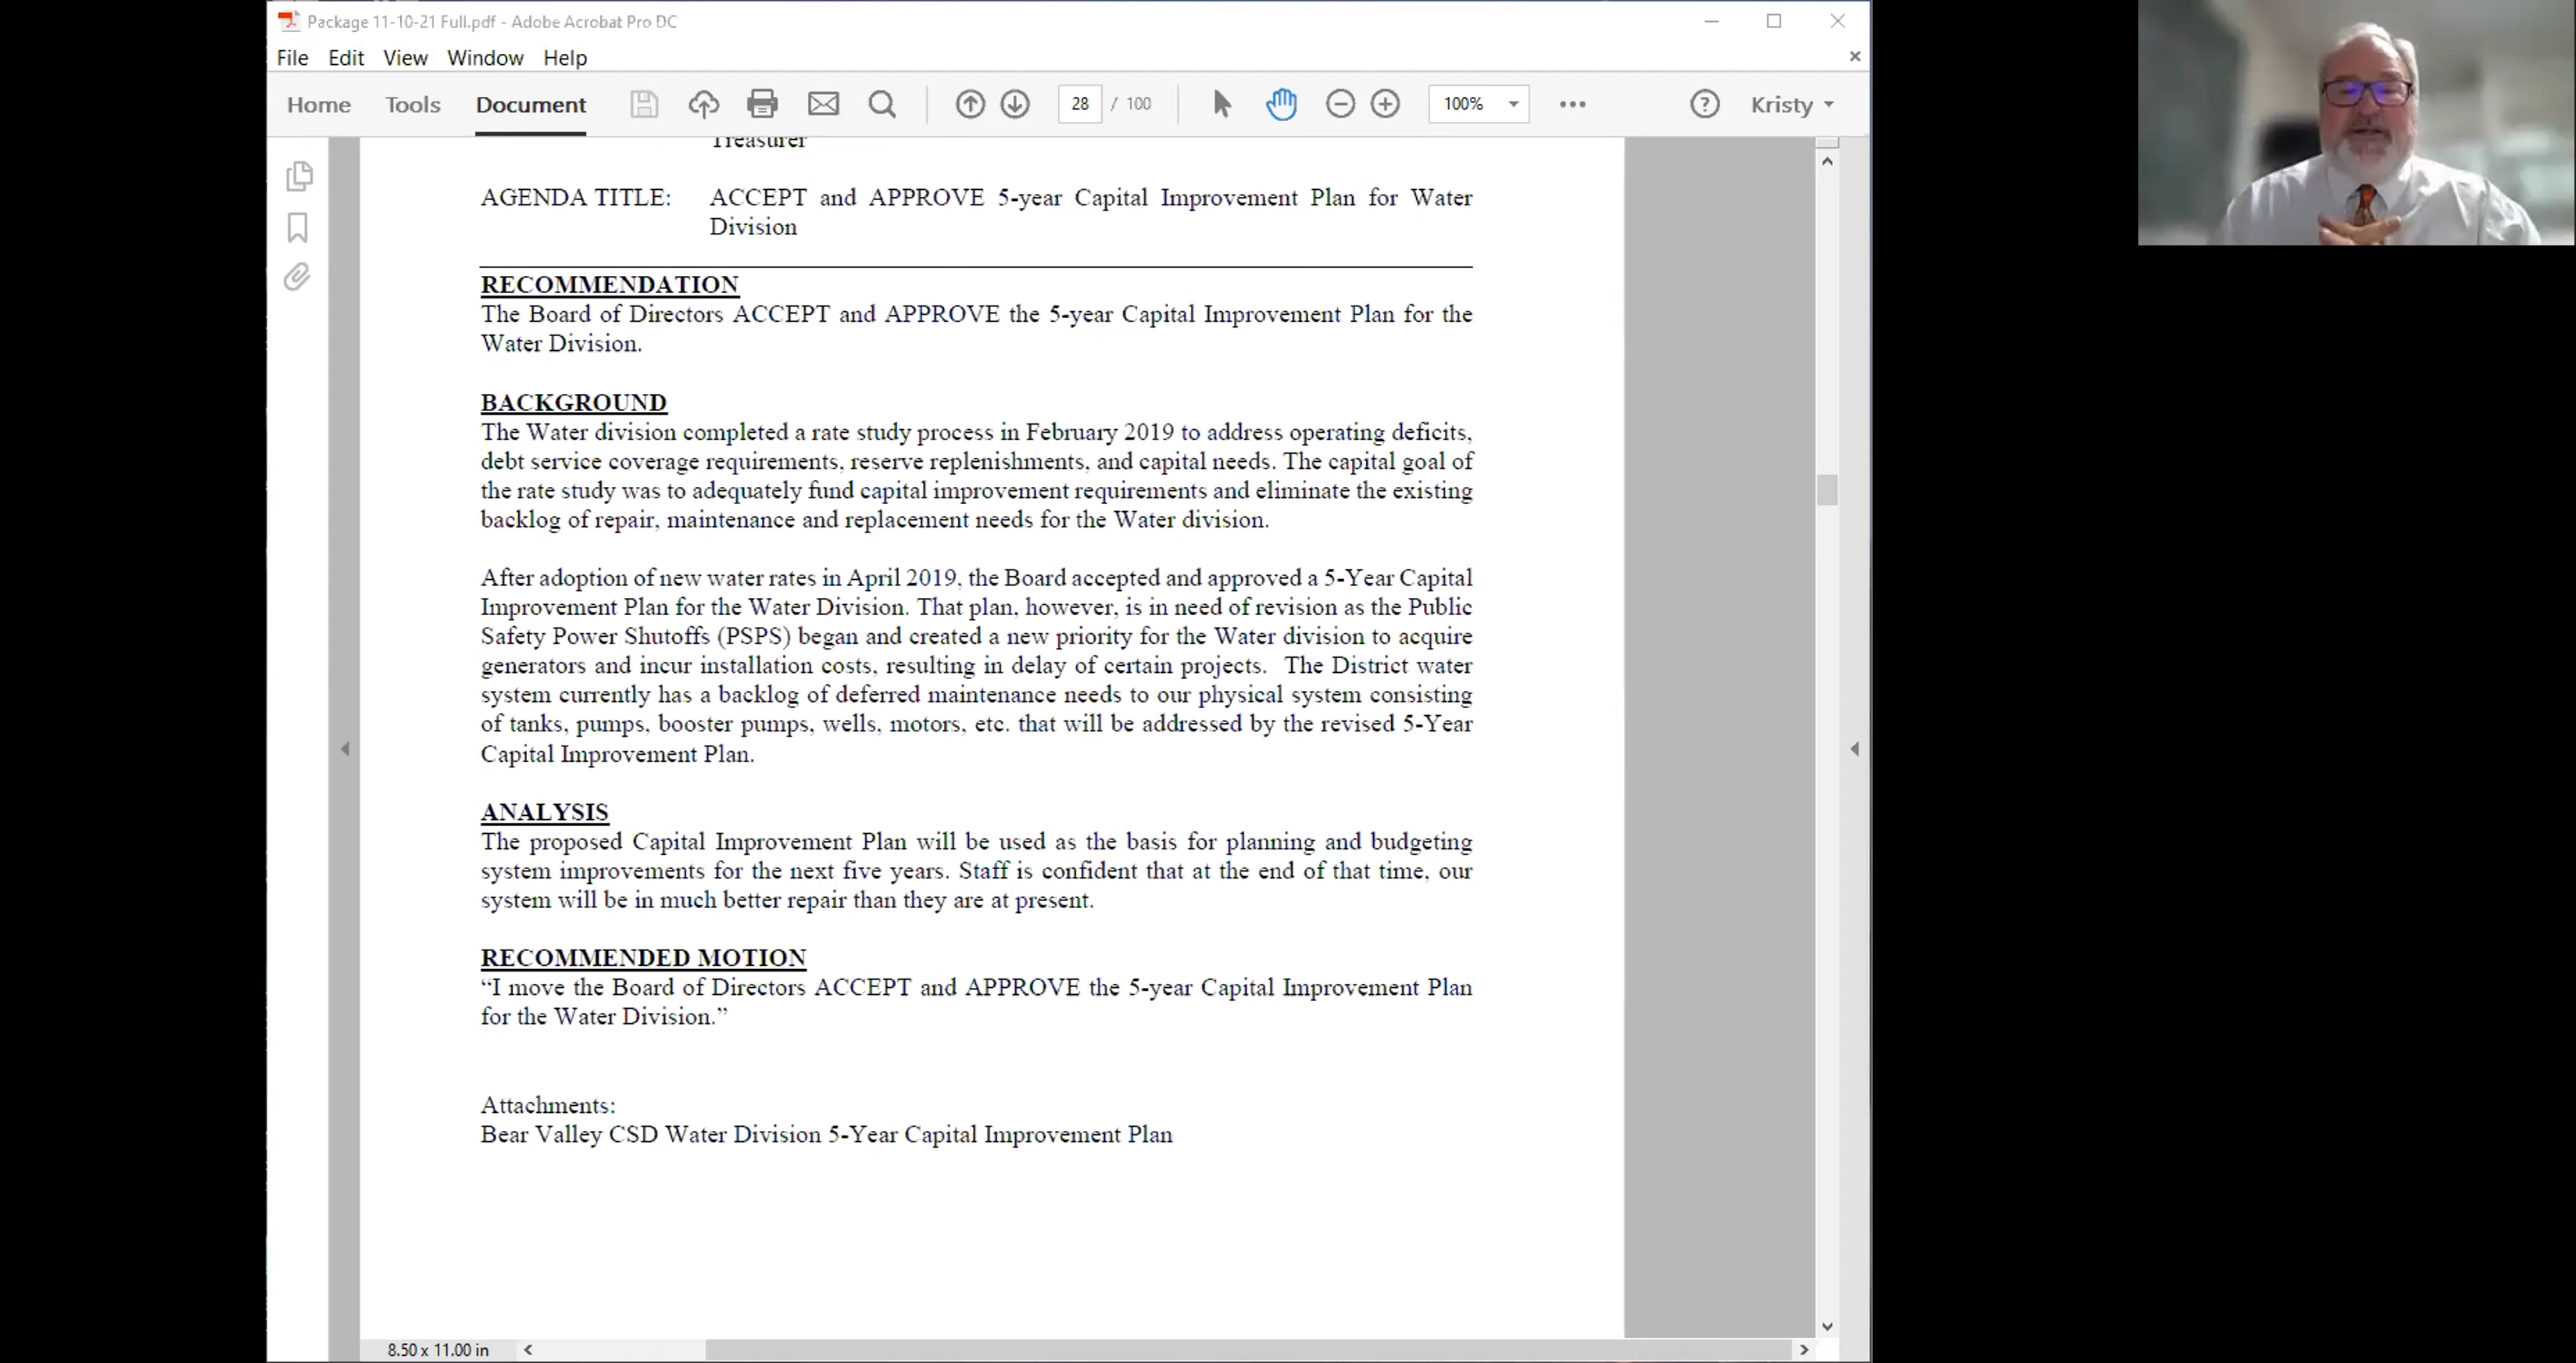 Package 11-10-21 Full.pdf - Adobe Acrobat Pro DC
File Edit View Window Help
Home Tools Document 28 / 100 100% Kristy
Treasurer
AGENDA TITLE: ACCEPT and APPROVE 5-year Capital Improvement Plan for Water
Division
RECOMMENDATION
The Board of Directors ACCEPT and APPROVE the 5-year Capital Improvement Plan for the
Water Division.
BACKGROUND
The Water division completed a rate study process in February 2019 to address operating deficits,
debt service coverage requirements, reserve replenishments, and capital needs. The capital goal of
the rate study was to adequately fund capital improvement requirements and eliminate the existing
backlog of repair, maintenance and replacement needs for the Water division.
After adoption of new water rates in April 2019, the Board accepted and approved a 5-Year Capital
Improvement Plan for the Water Division. That plan, however, is in need of revision as the Public
Safety Power Shutoffs (PSPS) began and created a new priority for the Water division to acquire
generators and incur installation costs, resulting in delay of certain projects. The District water
system currently has a backlog of deferred maintenance needs to our physical system consisting
of tanks, pumps, booster pumps, wells, motors, etc. that will be addressed by the revised 5-Year
Capital Improvement Plan.
ANALYSIS
The proposed Capital Improvement Plan will be used as the basis for planning and budgeting
system improvements for the next five years. Staff is confident that at the end of that time, our
system will be in much better repair than they are at present.
RECOMMENDED MOTION
“I move the Board of Directors ACCEPT and APPROVE the 5-year Capital Improvement Plan
for the Water Division.”
Attachments:
Bear Valley CSD Water Division 5-Year Capital Improvement Plan
8.50 x 11.00 in